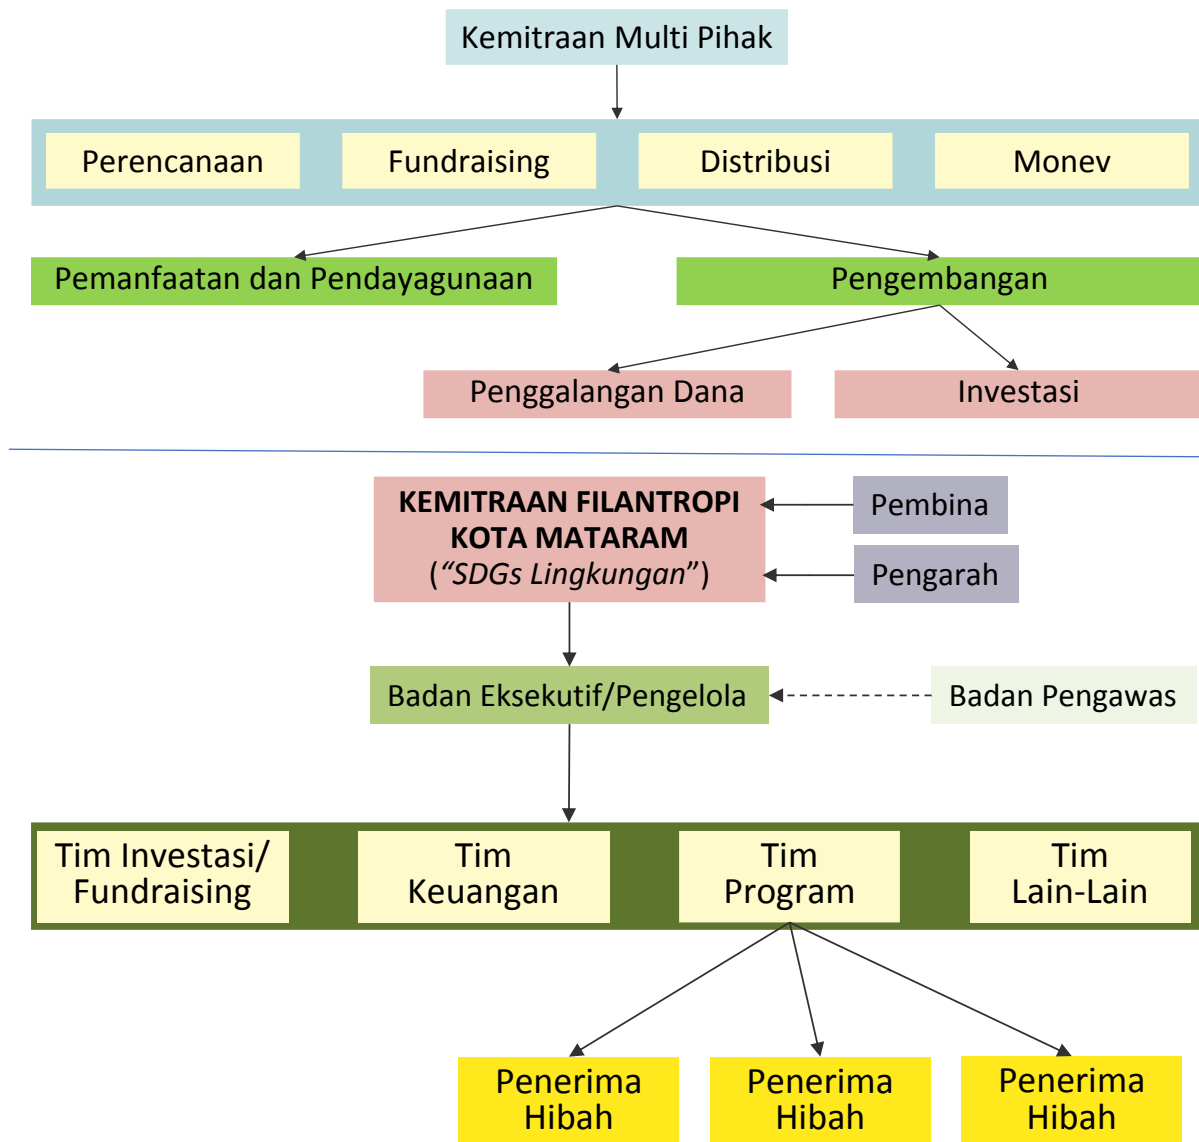 Kemitraan Multi Pihak
Perencanaan
Fundraising
Distribusi
Monev
Pemanfaatan dan Pendayagunaan
Pengembangan
Penggalangan Dana
Investasi
KEMITRAAN FILANTROPI
KOTA MATARAM
(“SDGs Lingkungan”)
Pembina
Pengarah
Badan Eksekutif/Pengelola
Badan Pengawas
Tim Investasi/
Fundraising
Tim
Keuangan
Tim
Program
Tim
Lain-Lain
Penerima
Hibah
Penerima
Hibah
Penerima
Hibah